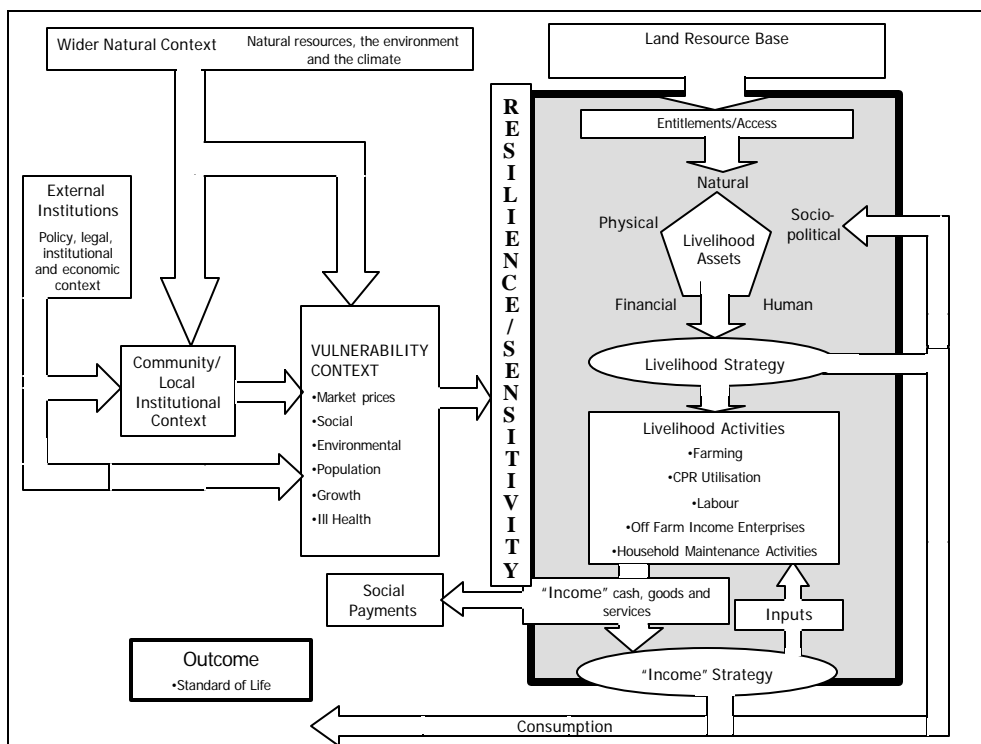 Wider Natural Context
Natural resources, the environment
and the climate
Land Resource Base
RESILIENCE/SENSITIVITY
Entitlements/Access
External
Institutions
Policy, legal,
institutional
and economic
context
Natural
Physical
Socio-
political
Livelihood
Assets
Financial
Human
Community/
Local
Institutional
Context
VULNERABILITY
CONTEXT
•Market prices
•Social
•Environmental
•Population
•Growth
•Ill Health
Livelihood Strategy
Livelihood Activities
•Farming
•CPR Utilisation
•Labour
•Off Farm Income Enterprises
•Household Maintenance Activities
Social
Payments
“Income” cash, goods and
services
Inputs
Outcome
•Standard of Life
“Income” Strategy
Consumption